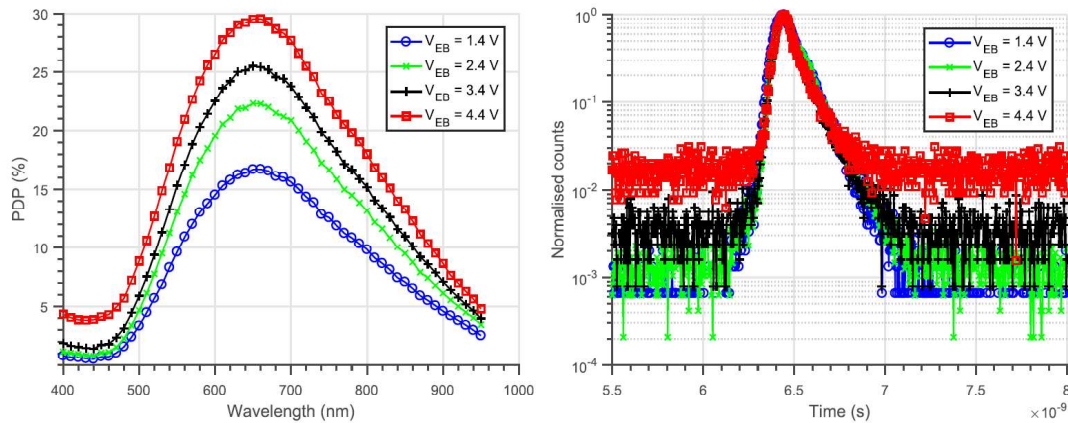 30
25
20
15
10
5
PDP (%)
400
500
600
700
800
900
1000
Wavelength (nm)
V_EB = 1.4 V
V_EB = 2.4 V
V_ED = 3.4 V
V_EB = 4.4 V
10^0
10^-1
10^-2
10^-3
10^-4
Normalised counts
5.5
6
6.5
7
7.5
8
Time (s)
×10^-9
V_EB = 1.4 V
V_EB = 2.4 V
V_EB = 3.4 V
V_EB = 4.4 V